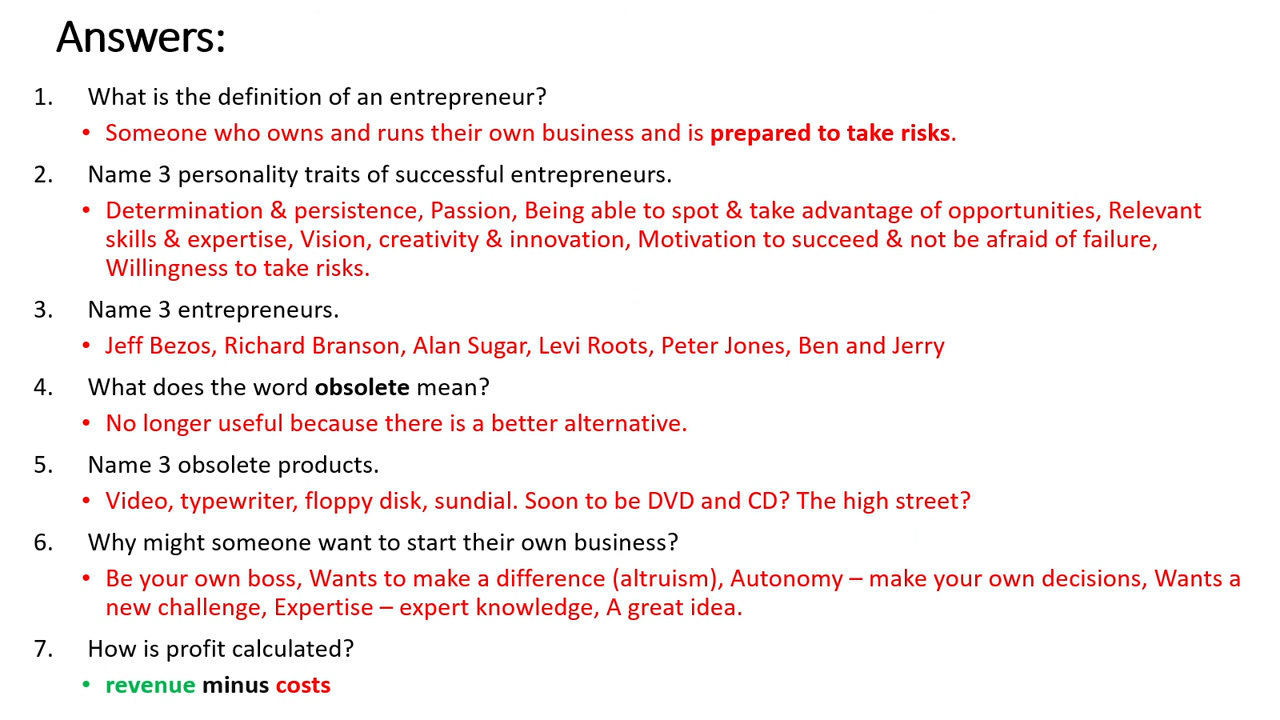 Answers:
1. What is the definition of an entrepreneur?
• Someone who owns and runs their own business and is prepared to take risks.
2. Name 3 personality traits of successful entrepreneurs.
• Determination & persistence, Passion, Being able to spot & take advantage of opportunities, Relevant
skills & expertise, Vision, creativity & innovation, Motivation to succeed & not be afraid of failure,
Willingness to take risks.
3. Name 3 entrepreneurs.
• Jeff Bezos, Richard Branson, Alan Sugar, Levi Roots, Peter Jones, Ben and Jerry
4. What does the word obsolete mean?
• No longer useful because there is a better alternative.
5. Name 3 obsolete products.
• Video, typewriter, floppy disk, sundial. Soon to be DVD and CD? The high street?
6. Why might someone want to start their own business?
• Be your own boss, Wants to make a difference (altruism), Autonomy – make your own decisions, Wants a
new challenge, Expertise – expert knowledge, A great idea.
7. How is profit calculated?
• revenue minus costs